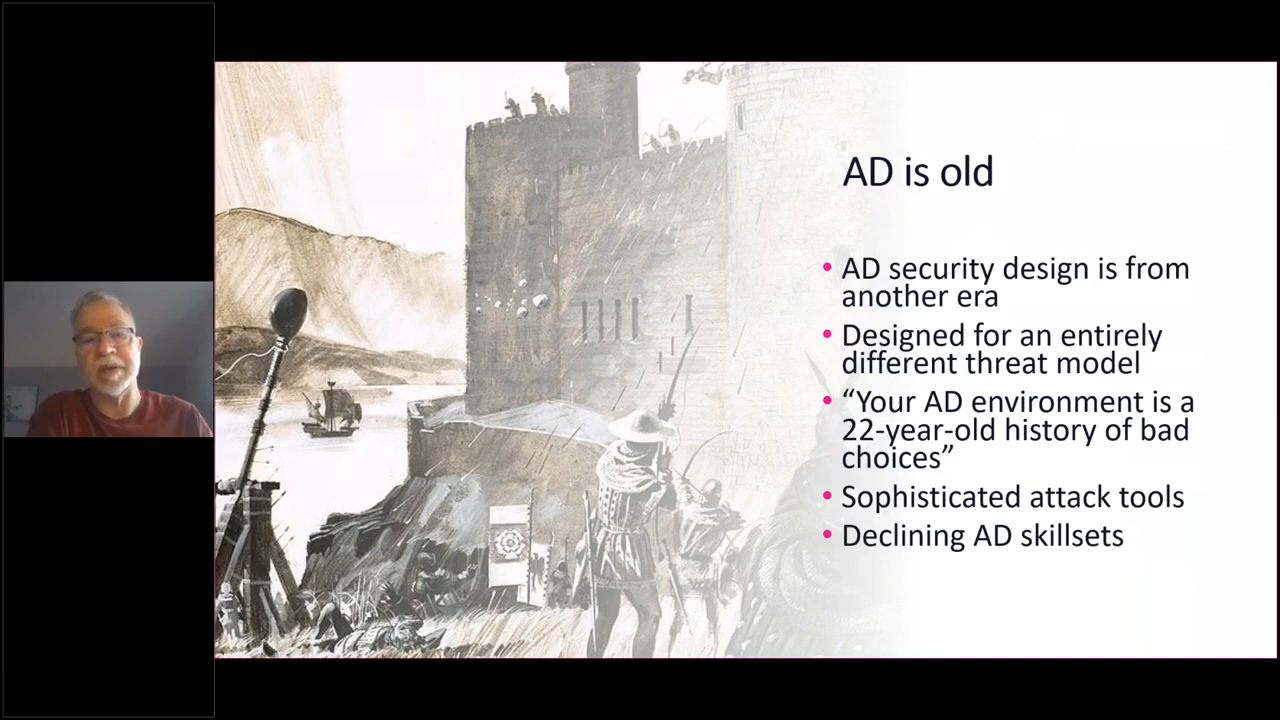 AD is old
• AD security design is from
another era
• Designed for an entirely
different threat model
• “Your AD environment is a
22-year-old history of bad
choices”
• Sophisticated attack tools
• Declining AD skillsets